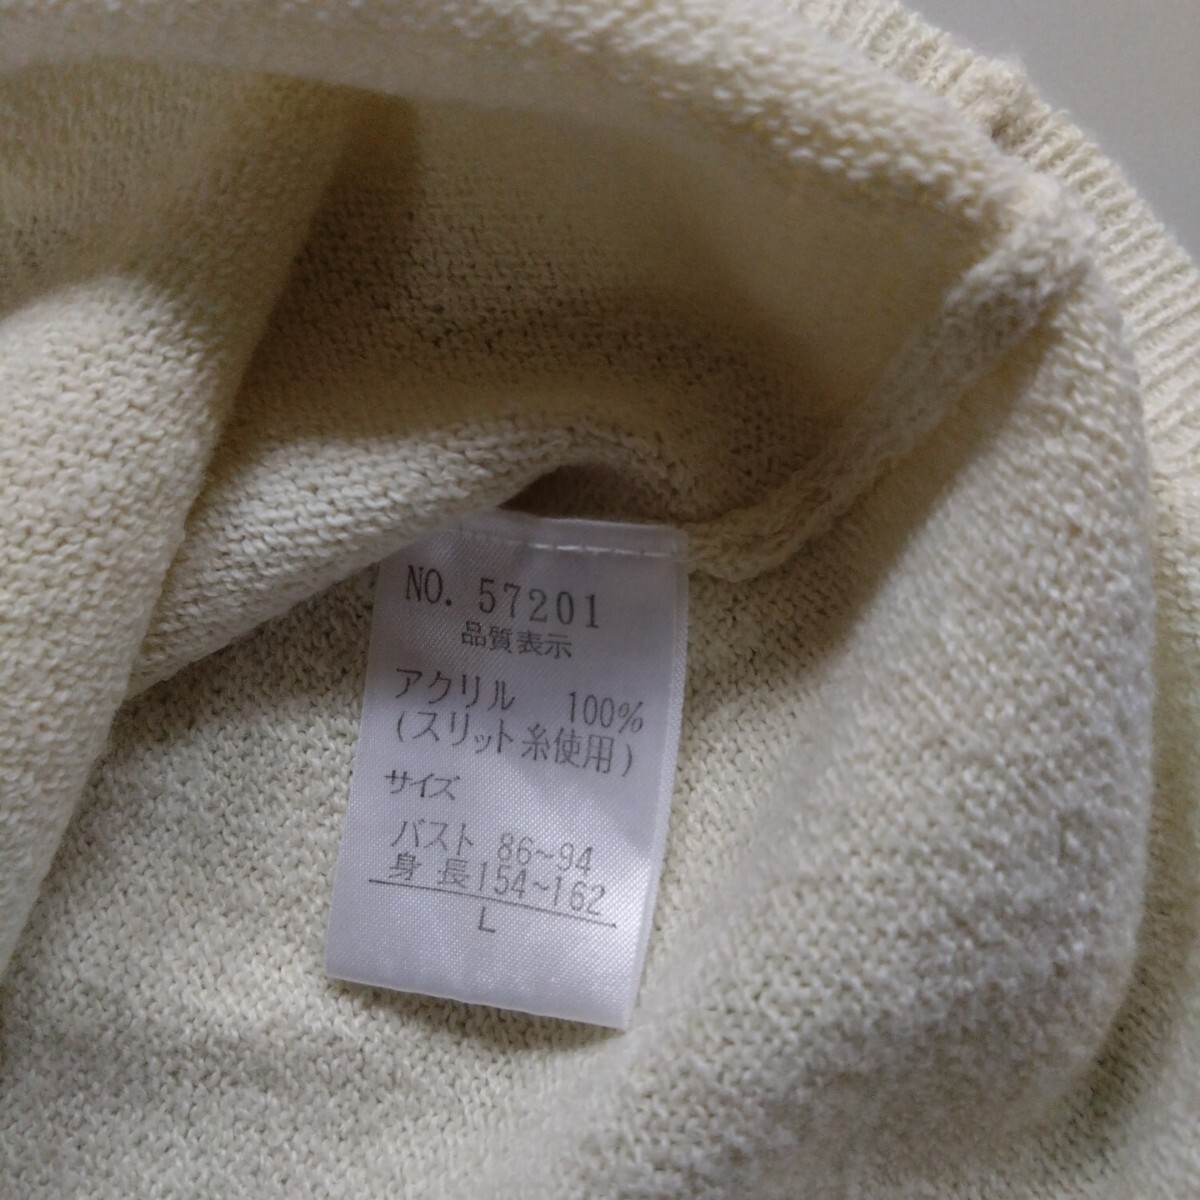 NO. 57201
品質表示
アクリル 100%
(スリット糸使用)
サイズ
バスト 86~94
身長154~162
L